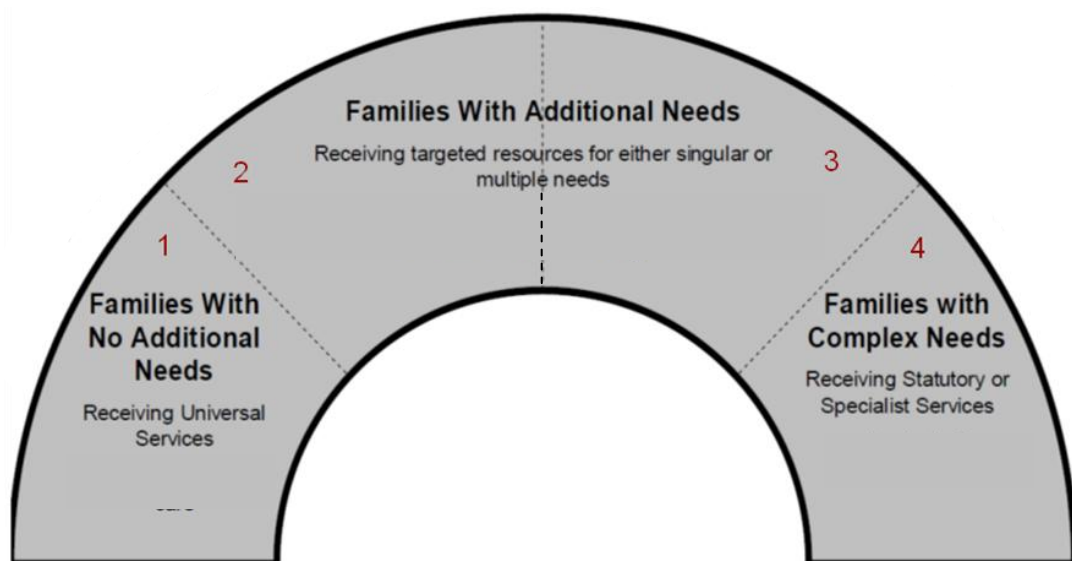 Families With Additional Needs
Receiving targeted resources for either singular or
multiple needs
2
3
1
Families With
No Additional
Needs
Receiving Universal
Services
4
Families with
Complex Needs
Receiving Statutory or
Specialist Services